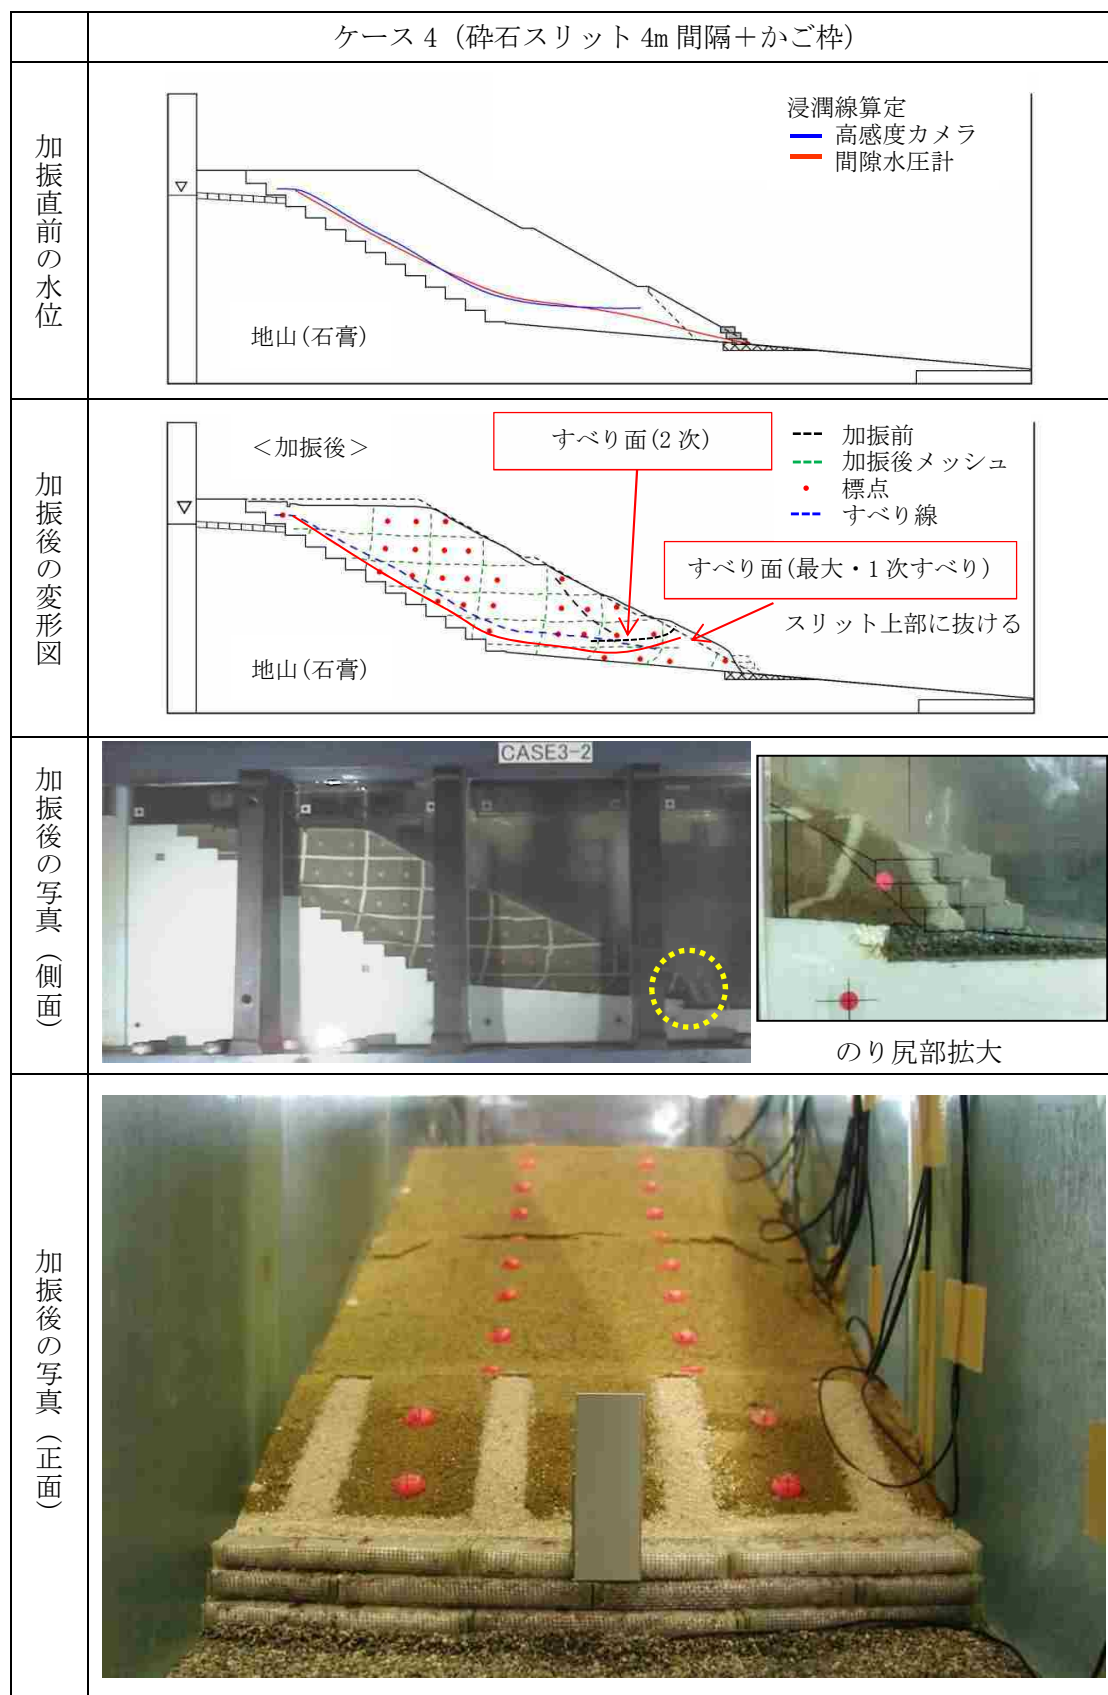 ケース 4（砕石スリット 4m 間隔＋かご枠）
加振直前の水位
浸潤線算定
高感度カメラ
間隙水圧計
地山(石膏)
加振後の変形図
＜加振後＞
すべり面(2 次)
加振前
加振後メッシュ
標点
すべり線
すべり面(最大・1 次すべり)
スリット上部に抜ける
地山(石膏)
加振後の写真（側面）
CASE3-2
のり尻部拡大
加振後の写真（正面）